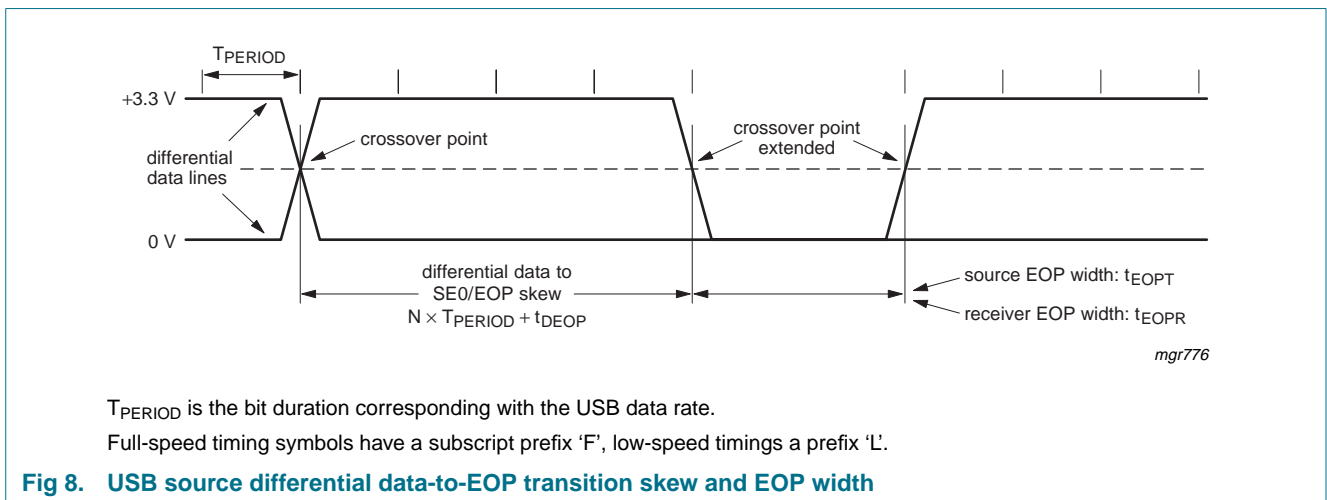 TPERIOD
+3.3 V
crossover point
crossover point
extended
differential
data lines
0 V
differential data to
SE0/EOP skew
N × TPERIOD + tDEOP
source EOP width: tEOPT
receiver EOP width: tEOPR
mgr776
TPERIOD is the bit duration corresponding with the USB data rate.
Full-speed timing symbols have a subscript prefix ‘F’, low-speed timings a prefix ‘L’.
Fig 8. USB source differential data-to-EOP transition skew and EOP width